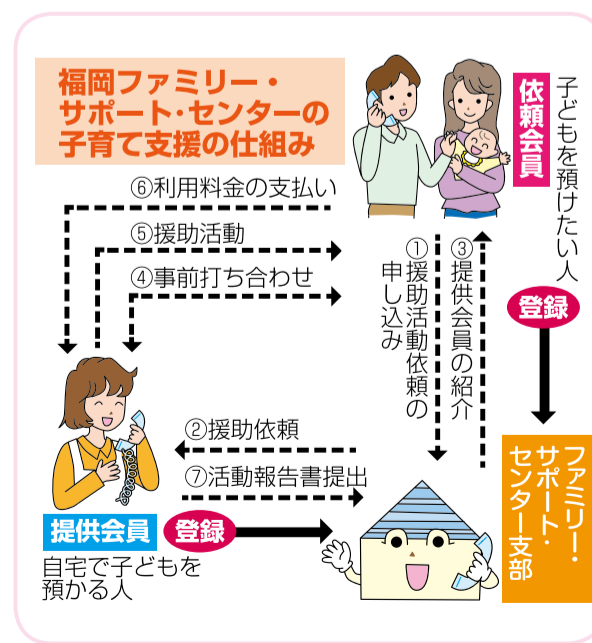 福岡ファミリー・
サポート・センターの
子育て支援の仕組み
依頼会員
子どもを預けたい人
登録
⑥利用料金の支払い
⑤援助活動
④事前打ち合わせ
①援助活動依頼の
申し込み
③提供会員の紹介
②援助依頼
⑦活動報告書提出
提供会員
登録
自宅で子どもを
預かる人
ファミリー・
サポート・
センター支部